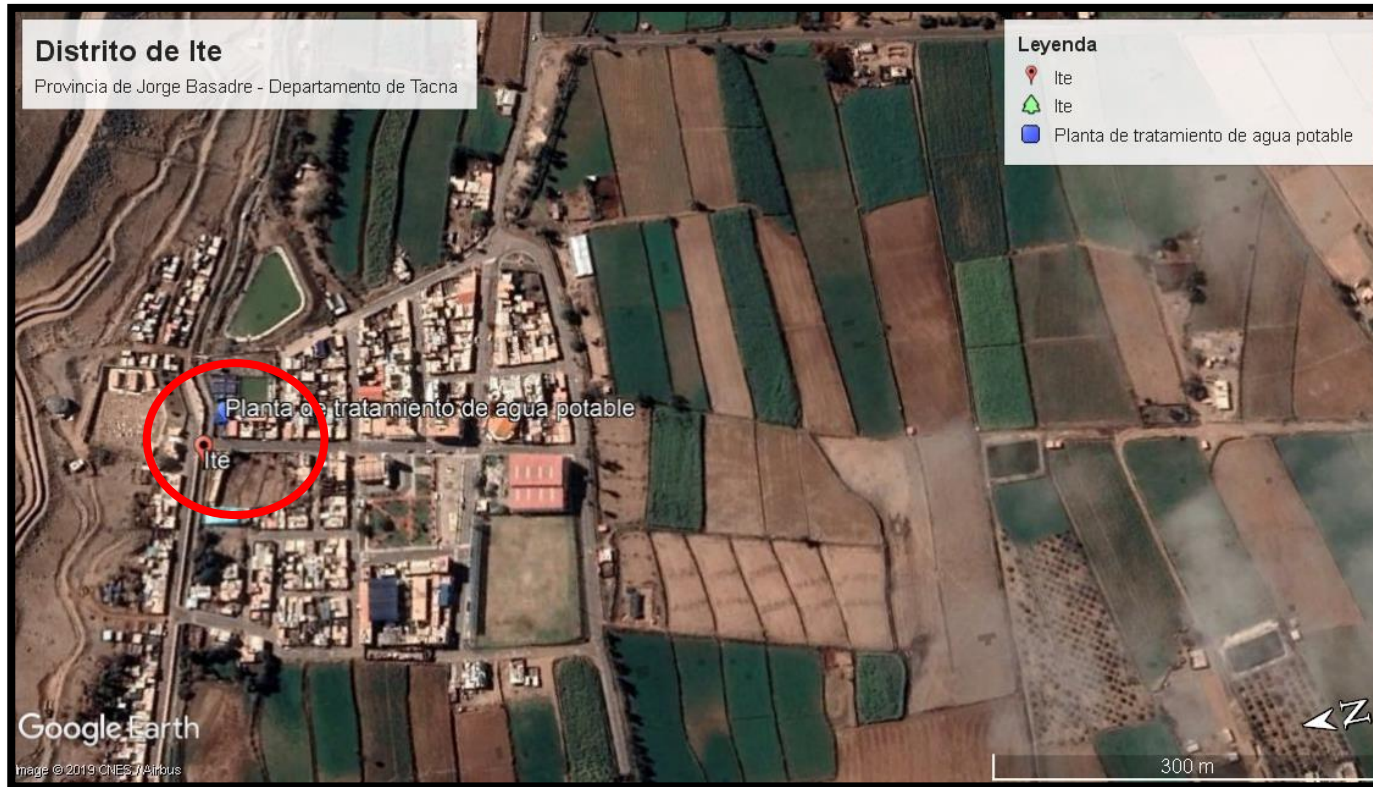 Distrito de Ite
Provincia de Jorge Basadre - Departamento de Tacna
Leyenda
Ite
Ite
Planta de tratamiento de agua potable
Planta de tratamiento de agua potable
Ite
Google Earth
Image © 2019 CNES / Airbus
N
300 m